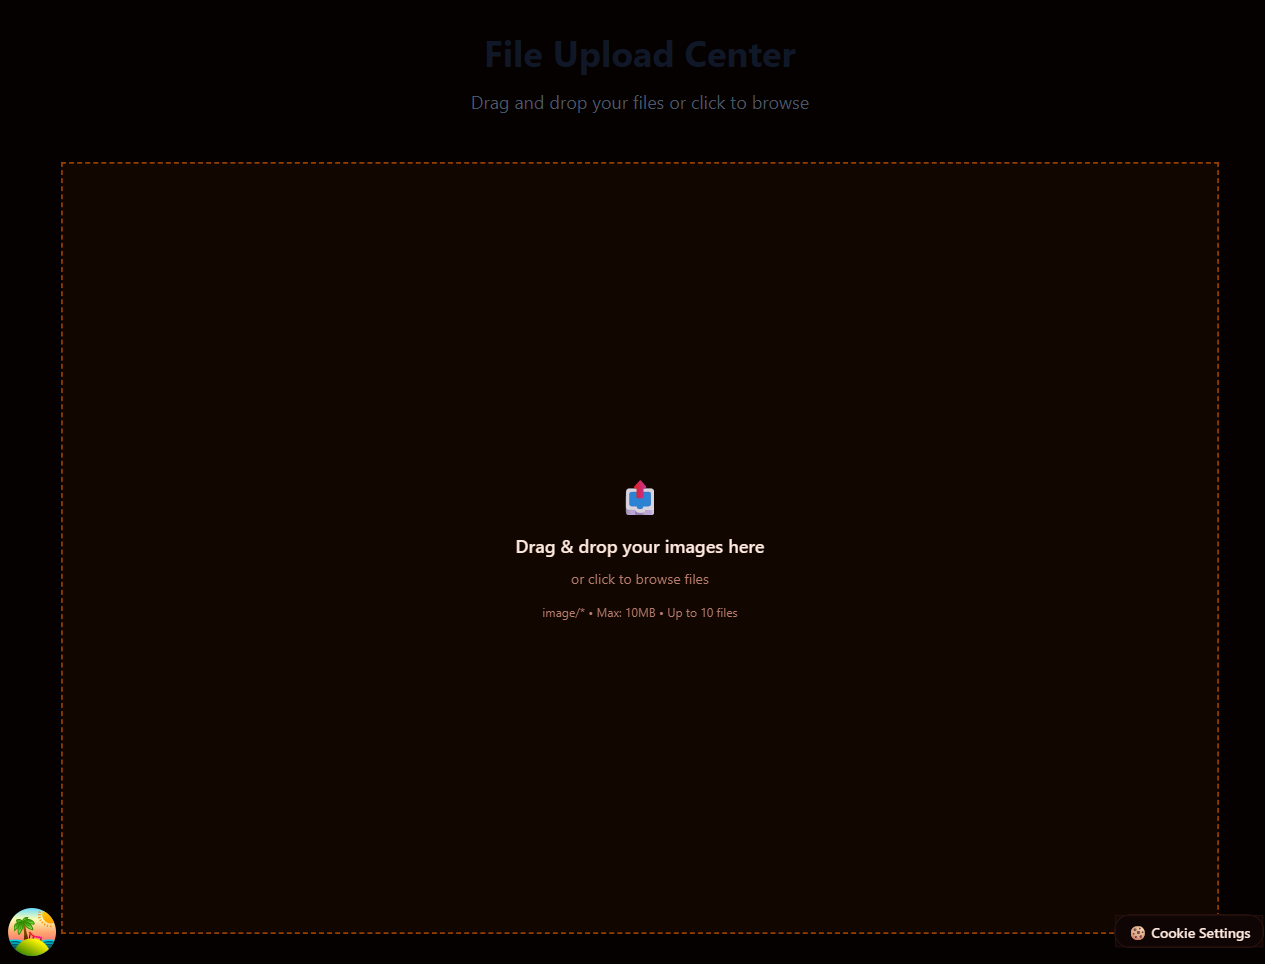 File Upload Center
Drag and drop your files or click to browse
Drag & drop your images here
or click to browse files
image/* • Max: 10MB • Up to 10 files
Cookie Settings